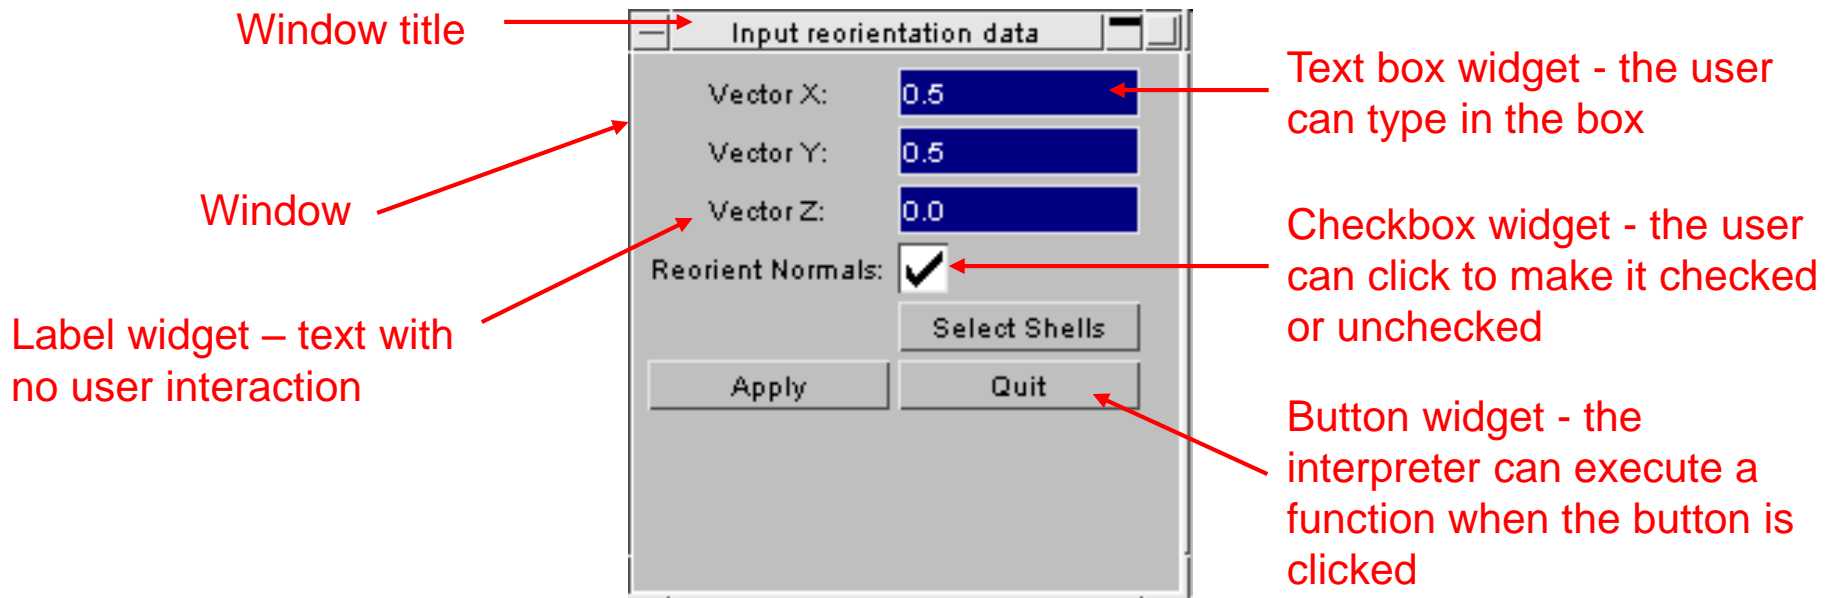 Window title
Input reorientation data
Vector X:
0.5
Text box widget - the user
can type in the box
Vector Y:
0.5
Window
Vector Z:
0.0
Checkbox widget - the user
can click to make it checked
or unchecked
Reorient Normals:
Label widget – text with
no user interaction
Select Shells
Apply
Quit
Button widget - the
interpreter can execute a
function when the button is
clicked